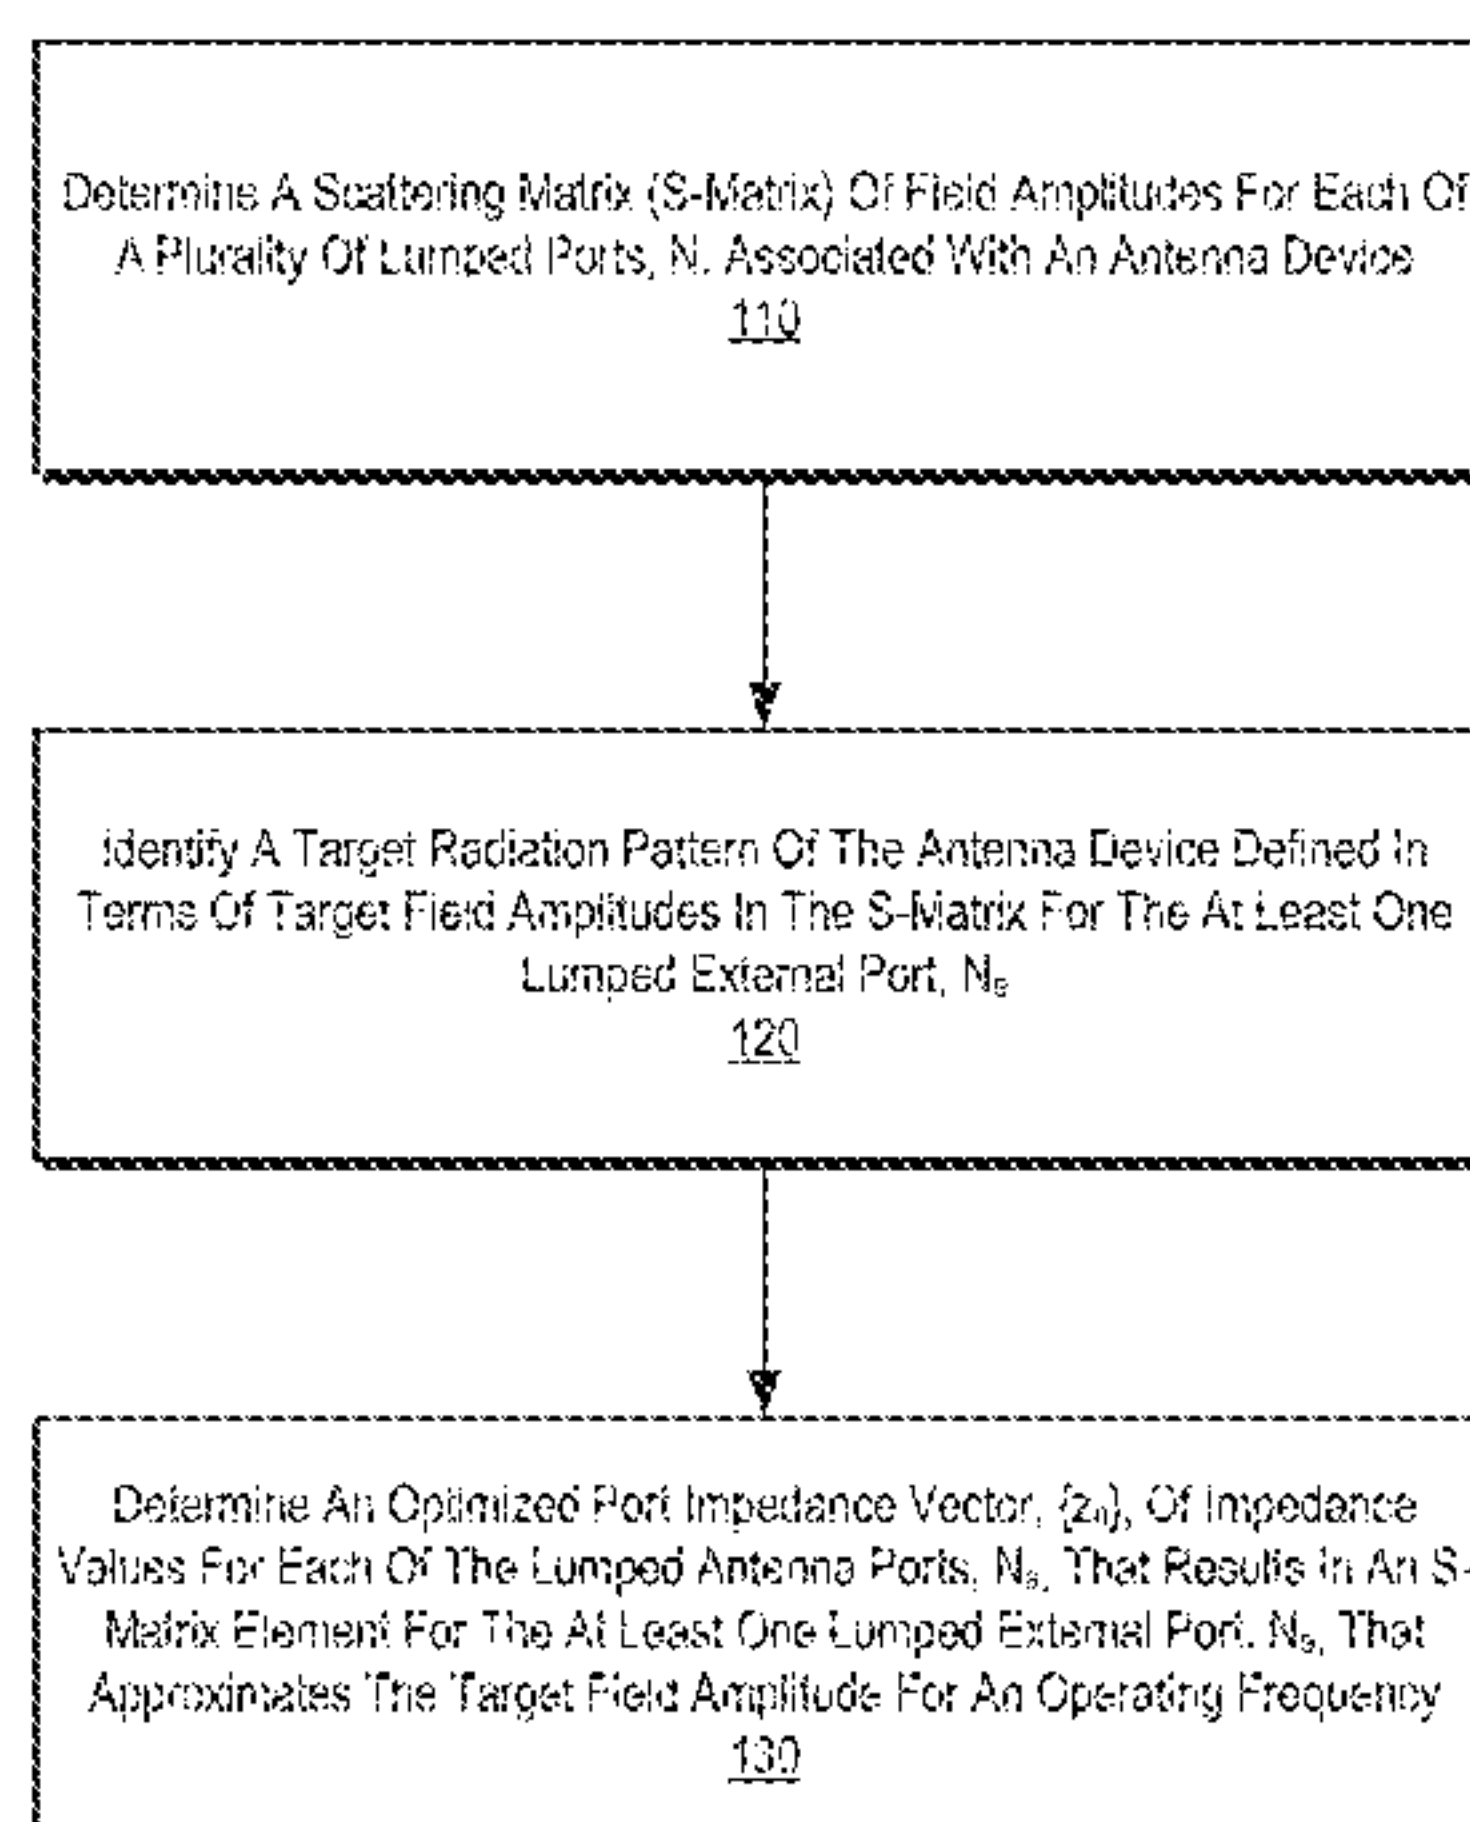 Determine A Scattering Matrix (S-Matrix) Of Field Amplitudes For Each Of
A Plurality Of Lumped Ports, N, Associated With An Antenna Device
110
Identify A Target Radiation Pattern Of The Antenna Device Defined In
Terms Of Target Field Amplitudes In The S-Matrix For The At Least One
Lumped External Port, Nₑ
120
Determine An Optimized Port Impedance Vector, {zₙ}, Of Impedance
Values For Each Of The Lumped Antenna Ports, Nₐ, That Results In An S-
Matrix Element For The At Least One Lumped External Port, Nₑ, That
Approximates The Target Field Amplitude For An Operating Frequency
130